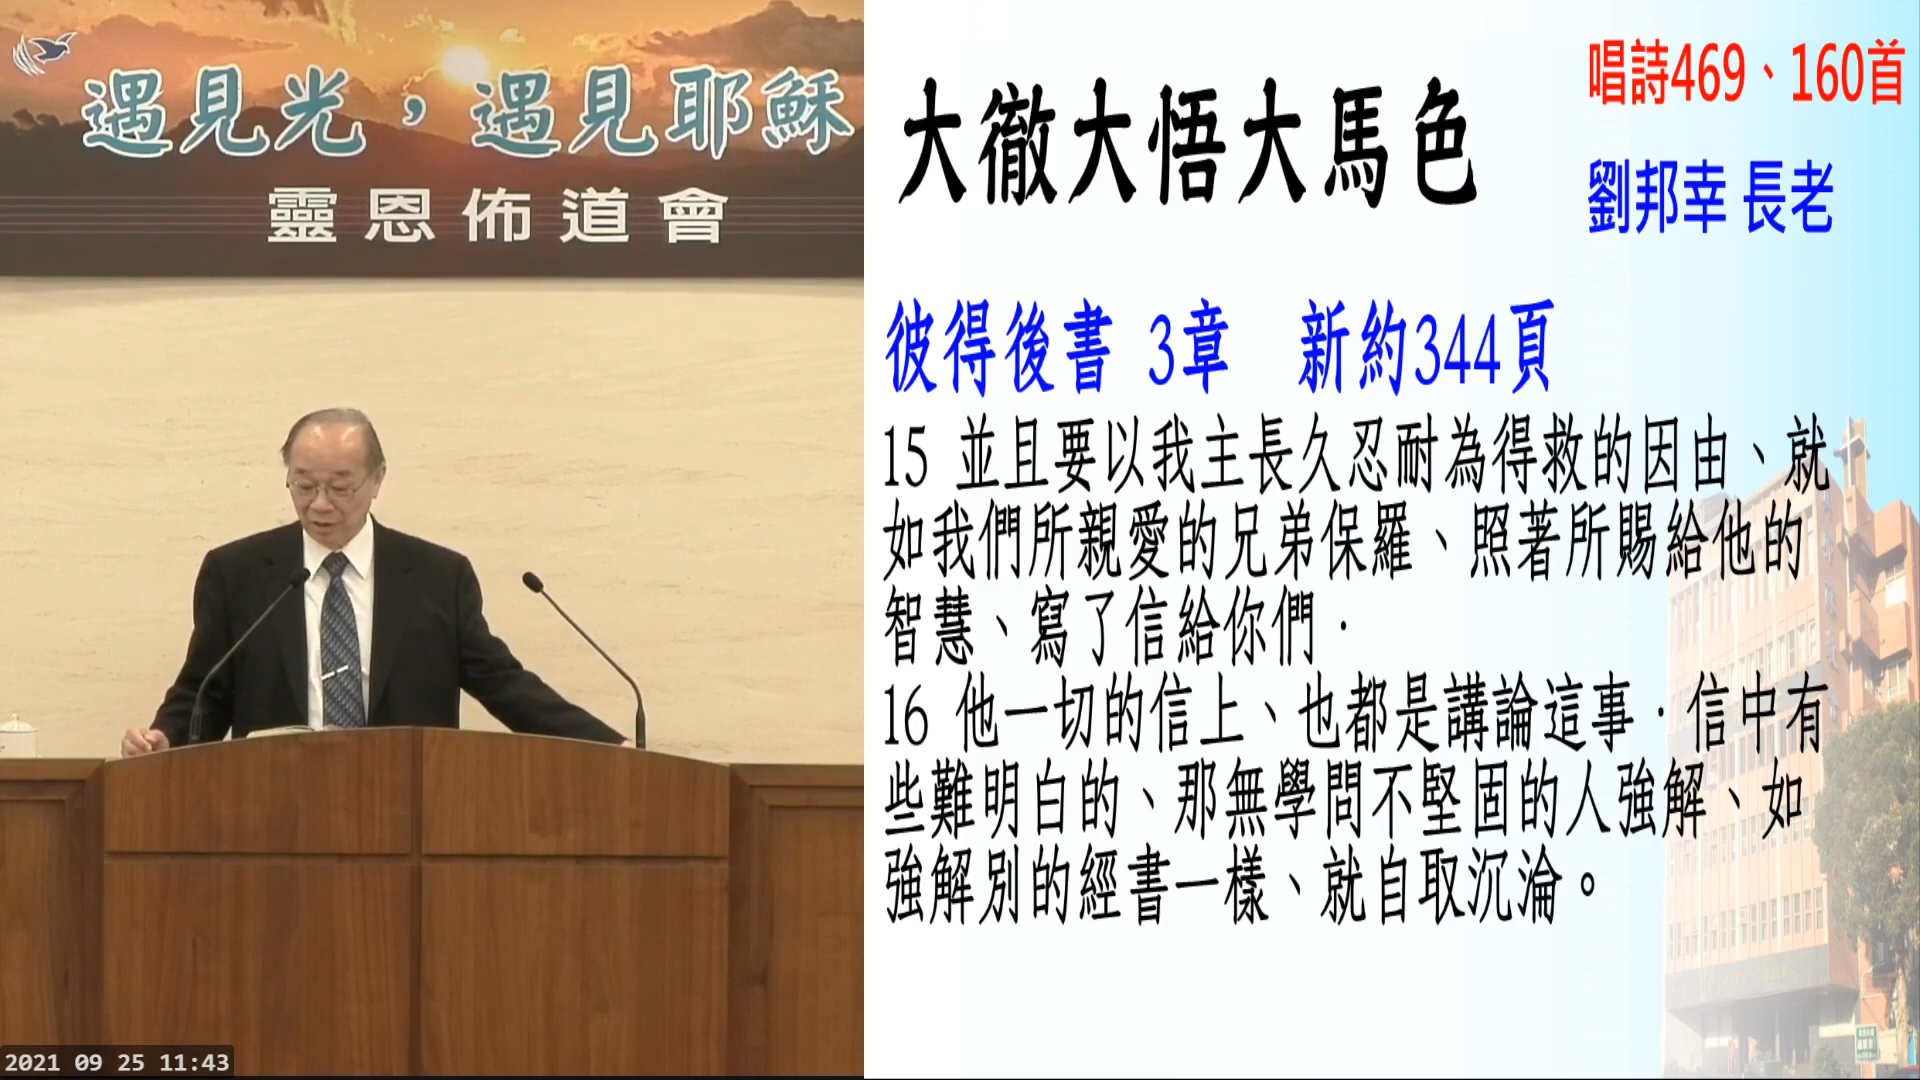 遇見光，遇見耶穌
靈恩佈道會
2021 09 25 11:43
大徹大悟大馬色
唱詩469、160首
劉邦幸 長老
彼得後書 3章 新約344頁
15 並且要以我主長久忍耐為得救的因由、就
如我們所親愛的兄弟保羅、照著所賜給他的
智慧、寫了信給你們．
16 他一切的信上、也都是講論這事．信中有
些難明白的、那無學問不堅固的人強解、如
強解別的經書一樣、就自取沉淪。